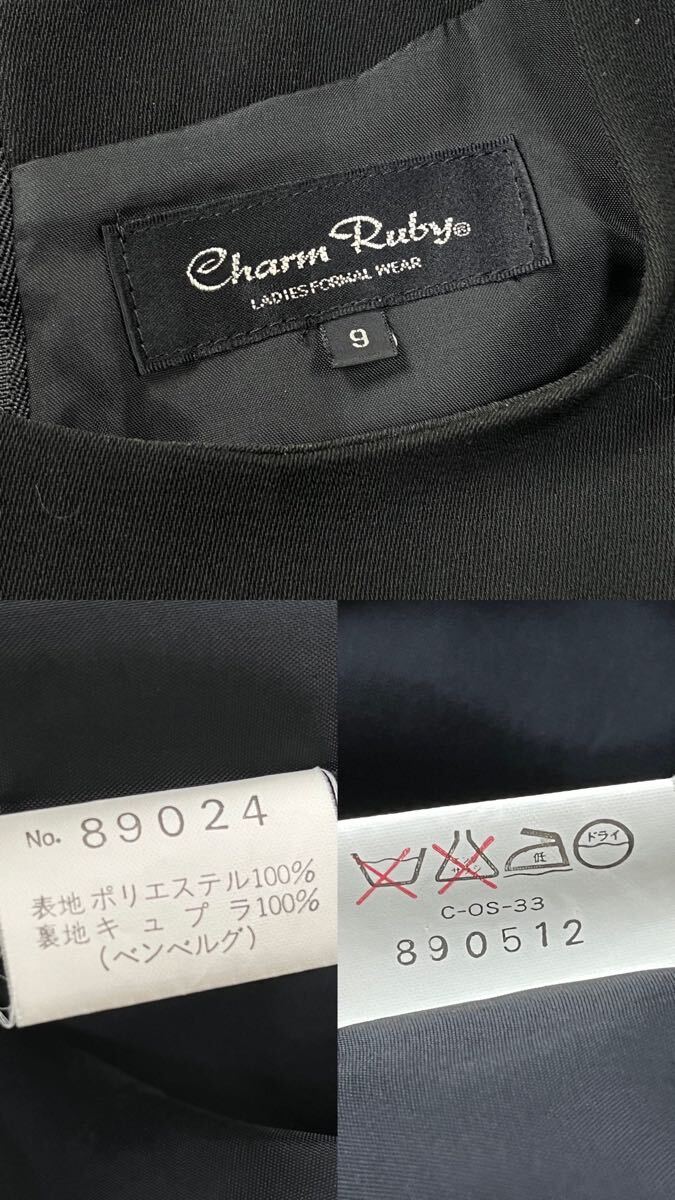 Charm Ruby®
LADIES FORMAL WEAR
9
No. 89024
表地 ポリエステル100%
裏地 キュプラ100%
(ベンベルグ)
低
ドライ
C-OS-33
890512